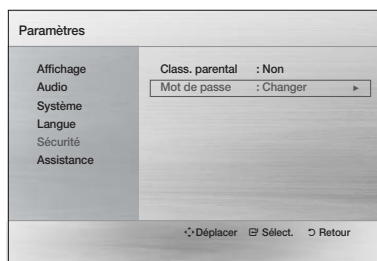 Paramètres
Affichage
Audio
Système
Langue
Sécurité
Assistance
Class. parental : Non
Mot de passe : Changer ►
Déplacer Sélect. Retour